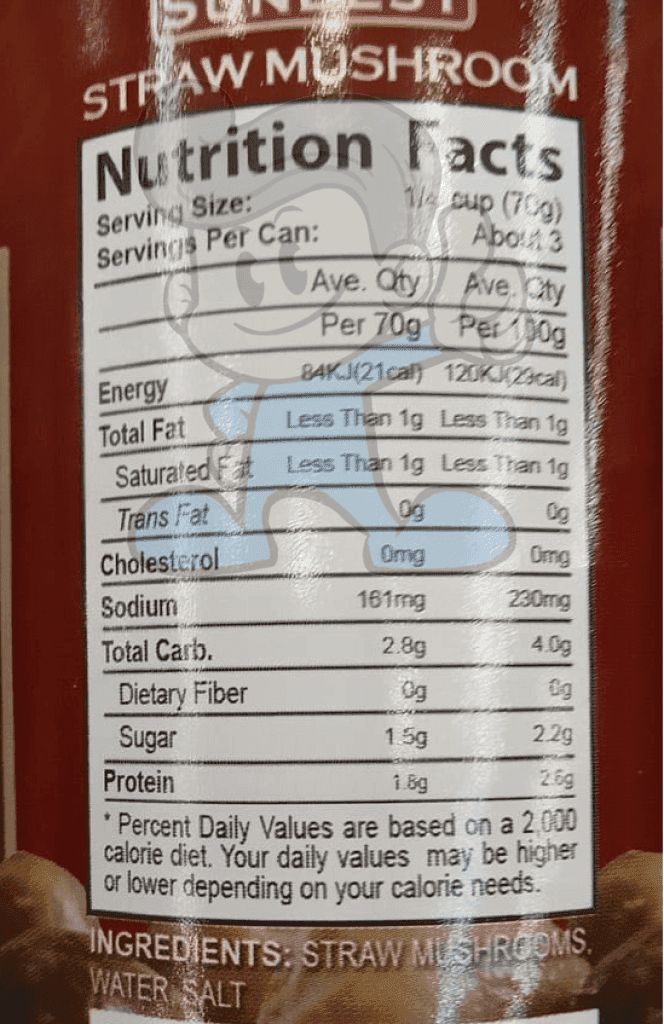 STRAW MUSHROOM
Nutrition Facts
Serving Size: 1/4 cup (70g)
Servings Per Can: About 3
Ave. Qty Ave. Qty
Per 70g Per 100g
Energy 84KJ(21cal) 120KJ(29cal)
Total Fat Less Than 1g Less Than 1g
Saturated Fat Less Than 1g Less Than 1g
Trans Fat 0g 0g
Cholesterol 0mg 0mg
Sodium 161mg 230mg
Total Carb. 2.8g 4.0g
Dietary Fiber 0g 0g
Sugar 1.5g 2.2g
Protein 1.8g 2.6g
* Percent Daily Values are based on a 2,000
calorie diet. Your daily values may be higher
or lower depending on your calorie needs.
INGREDIENTS: STRAW MUSHROOMS,
WATER, SALT